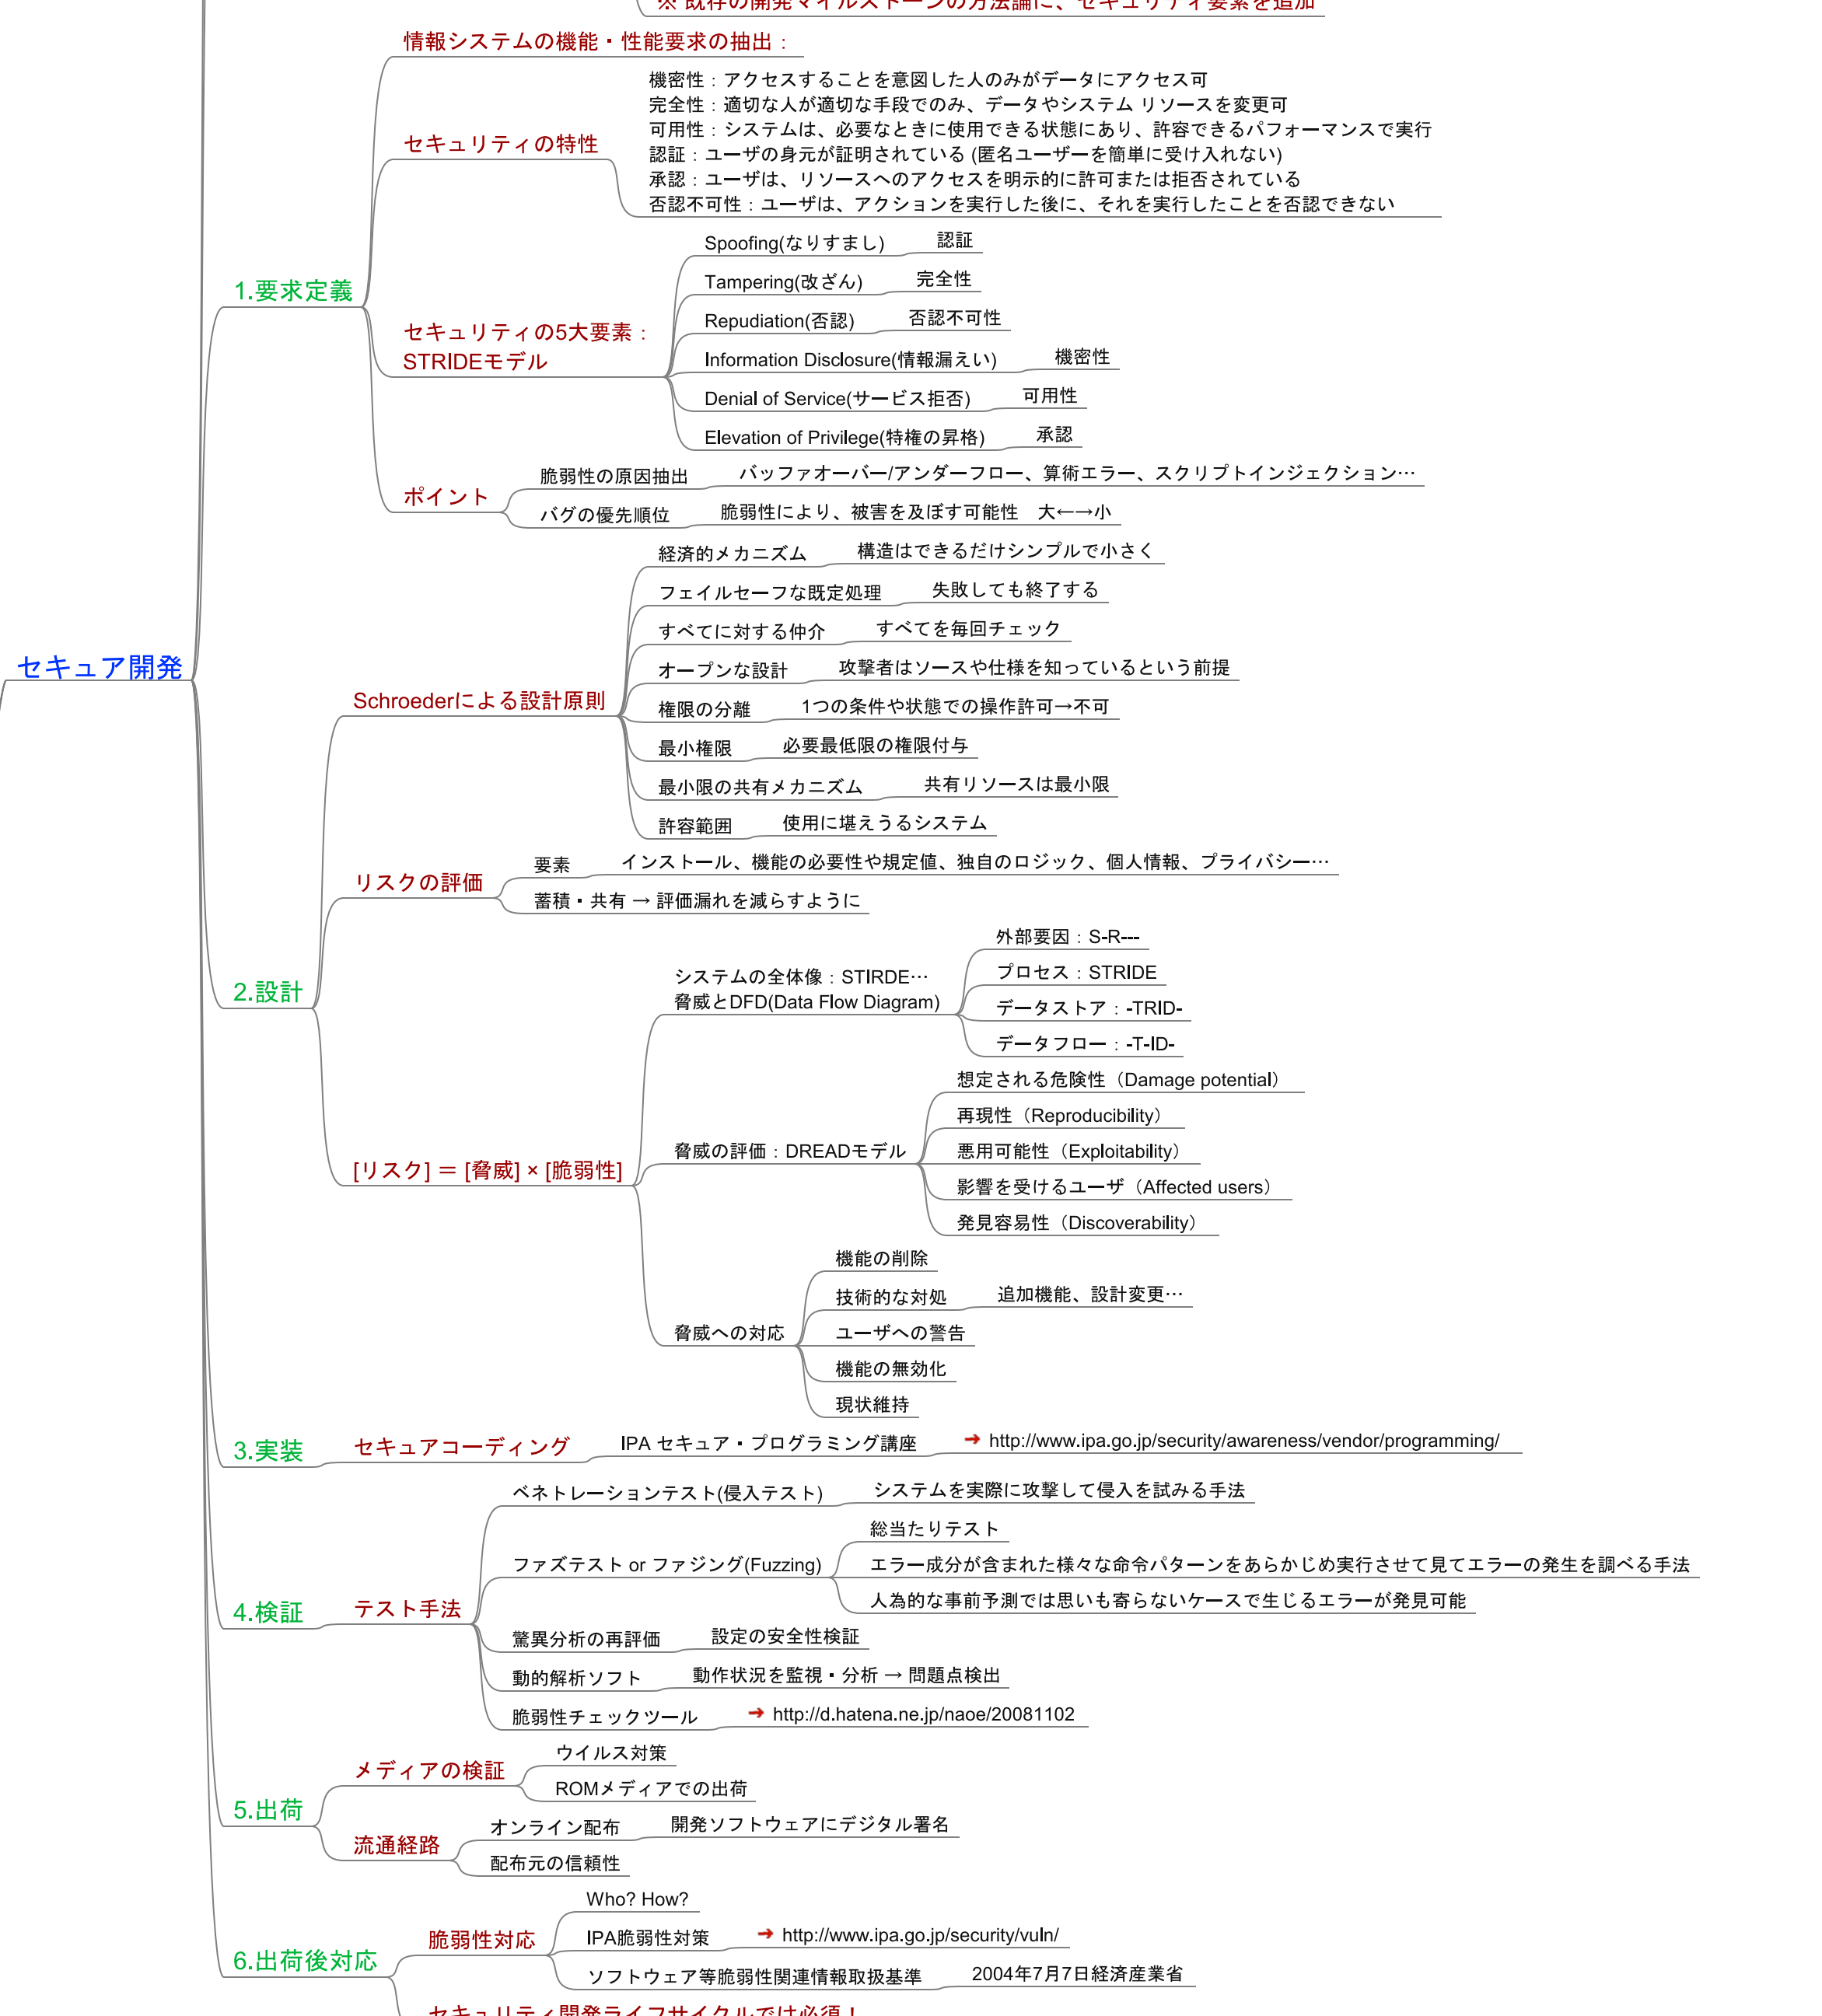 ※ 既存の開発マイルストーンの方法論に、セキュリティ要素を追加
セキュア開発
1.要求定義
情報システムの機能・性能要求の抽出：
セキュリティの特性
機密性：アクセスすることを意図した人のみがデータにアクセス可
完全性：適切な人が適切な手段でのみ、データやシステム リソースを変更可
可用性：システムは、必要なときに使用できる状態にあり、許容できるパフォーマンスで実行
認証：ユーザの身元が証明されている (匿名ユーザーを簡単に受け入れない)
承認：ユーザは、リソースへのアクセスを明示的に許可または拒否されている
否認不可性：ユーザは、アクションを実行した後に、それを実行したことを否認できない
セキュリティの5大要素：
STRIDEモデル
Spoofing(なりすまし)
認証
Tampering(改ざん)
完全性
Repudiation(否認)
否認不可性
Information Disclosure(情報漏えい)
機密性
Denial of Service(サービス拒否)
可用性
Elevation of Privilege(特権の昇格)
承認
ポイント
脆弱性の原因抽出
バッファオーバー/アンダーフロー、算術エラー、スクリプトインジェクション…
バグの優先順位
脆弱性により、被害を及ぼす可能性　大←→小
2.設計
Schroederによる設計原則
経済的メカニズム
構造はできるだけシンプルで小さく
フェイルセーフな既定処理
失敗しても終了する
すべてに対する仲介
すべてを毎回チェック
オープンな設計
攻撃者はソースや仕様を知っているという前提
権限の分離
1つの条件や状態での操作許可→不可
最小権限
必要最低限の権限付与
最小限の共有メカニズム
共有リソースは最小限
許容範囲
使用に堪えうるシステム
リスクの評価
要素
インストール、機能の必要性や規定値、独自のロジック、個人情報、プライバシー…
蓄積・共有 → 評価漏れを減らすように
[リスク] ＝ [脅威] × [脆弱性]
システムの全体像：STIRDE…
脅威とDFD(Data Flow Diagram)
外部要因：S-R---
プロセス：STRIDE
データストア：-TRID-
データフロー：-T-ID-
脅威の評価：DREADモデル
想定される危険性（Damage potential）
再現性（Reproducibility）
悪用可能性（Exploitability）
影響を受けるユーザ（Affected users）
発見容易性（Discoverability）
脅威への対応
機能の削除
技術的な対処
追加機能、設計変更…
ユーザへの警告
機能の無効化
現状維持
3.実装
セキュアコーディング
IPA セキュア・プログラミング講座
➜ http://www.ipa.go.jp/security/awareness/vendor/programming/
4.検証
テスト手法
ペネトレーションテスト(侵入テスト)
システムを実際に攻撃して侵入を試みる手法
ファズテスト or ファジング(Fuzzing)
総当たりテスト
エラー成分が含まれた様々な命令パターンをあらかじめ実行させて見てエラーの発生を調べる手法
人為的な事前予測では思いも寄らないケースで生じるエラーが発見可能
驚異分析の再評価
設定の安全性検証
動的解析ソフト
動作状況を監視・分析 → 問題点検出
脆弱性チェックツール
➜ http://d.hatena.ne.jp/naoe/20081102
5.出荷
メディアの検証
ウイルス対策
ROMメディアでの出荷
流通経路
オンライン配布
開発ソフトウェアにデジタル署名
配布元の信頼性
6.出荷後対応
脆弱性対応
Who? How?
IPA脆弱性対策
➜ http://www.ipa.go.jp/security/vuln/
ソフトウェア等脆弱性関連情報取扱基準
2004年7月7日経済産業省
セキュリティ開発ライフサイクルでは必須！